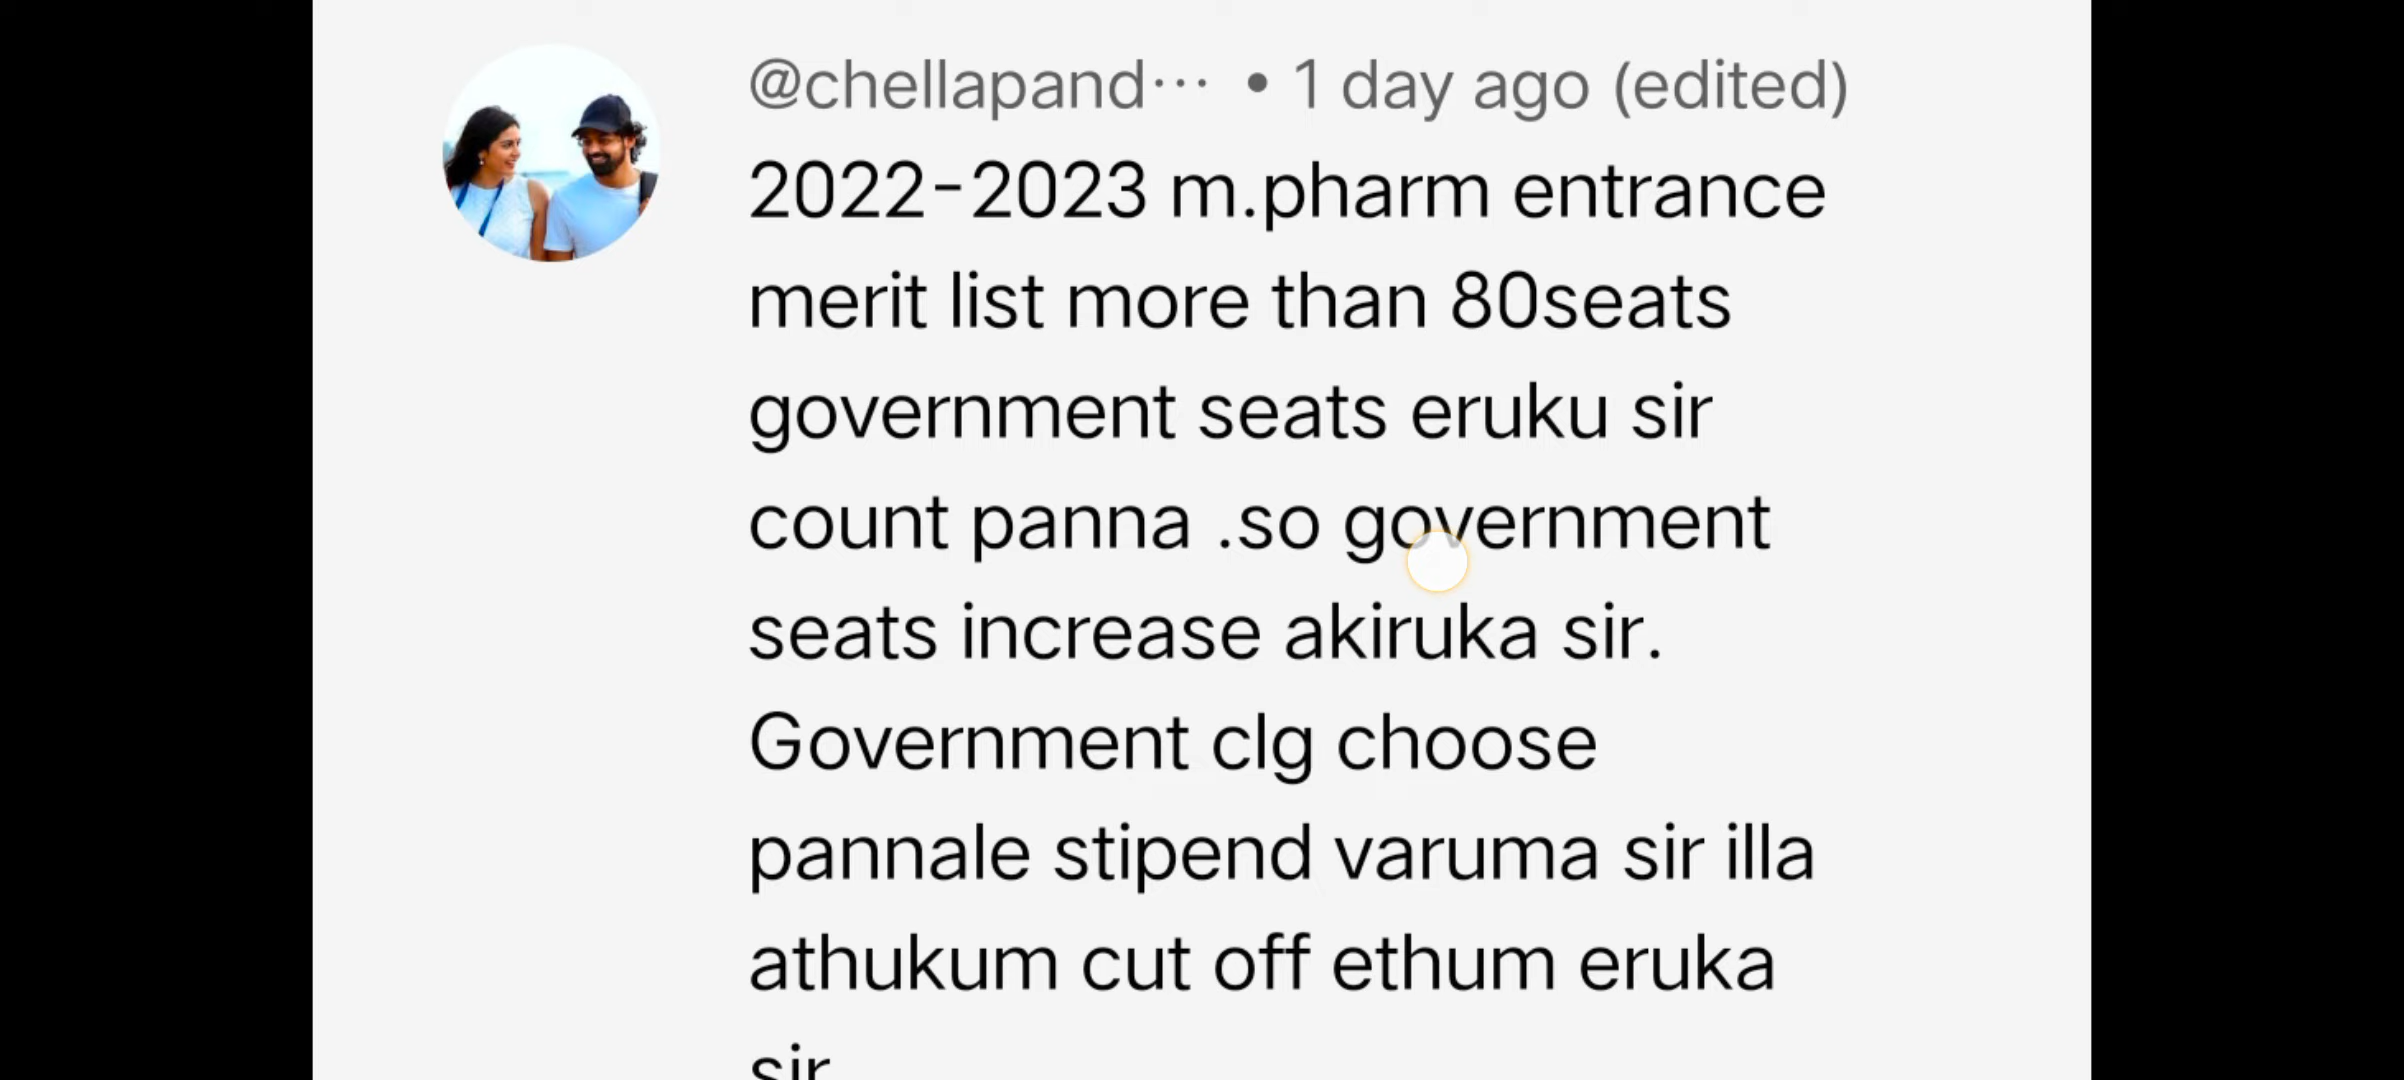 @chellapand··· • 1 day ago (edited)
2022-2023 m.pharm entrance
merit list more than 80seats
government seats eruku sir
count panna .so government
seats increase akiruka sir.
Government clg choose
pannale stipend varuma sir illa
athukum cut off ethum eruka
sir